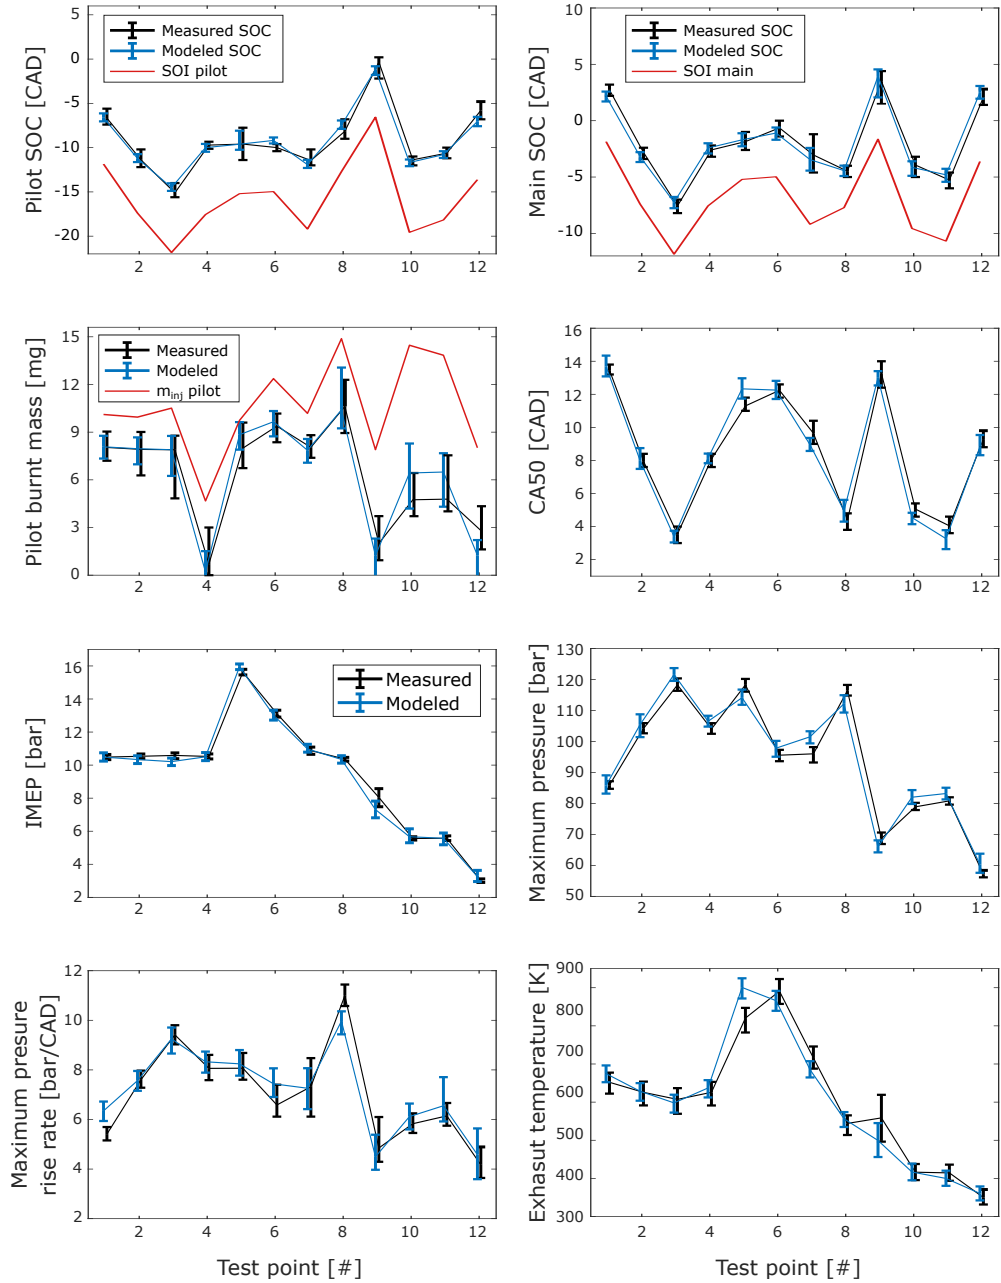 Pilot SOC [CAD]
5
0
-5
-10
-15
-20
Measured SOC
Modeled SOC
SOI pilot
2 4 6 8 10 12
Main SOC [CAD]
10
5
0
-5
-10
Measured SOC
Modeled SOC
SOI main
2 4 6 8 10 12
Pilot burnt mass [mg]
15
12
9
6
3
0
Measured
Modeled
m_inj pilot
2 4 6 8 10 12
CA50 [CAD]
16
14
12
10
8
6
4
2
2 4 6 8 10 12
IMEP [bar]
16
14
12
10
8
6
4
2
Measured
Modeled
2 4 6 8 10 12
Maximum pressure [bar]
130
120
110
100
90
80
70
60
50
2 4 6 8 10 12
Maximum presure
rise rate [bar/CAD]
12
10
8
6
4
2
2 4 6 8 10 12
Test point [#]
Exhasut temperature [K]
900
800
700
600
500
400
300
2 4 6 8 10 12
Test point [#]